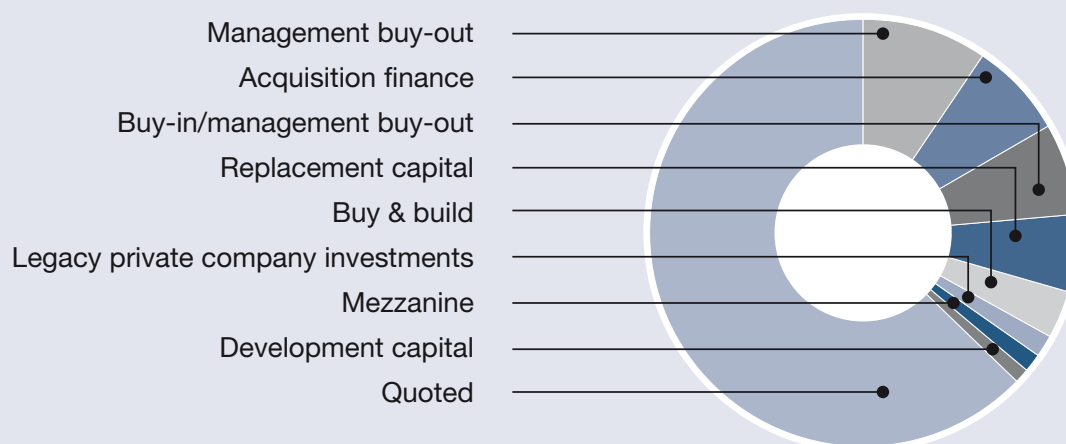 Management buy-out
Acquisition finance
Buy-in/management buy-out
Replacement capital
Buy & build
Legacy private company investments
Mezzanine
Development capital
Quoted